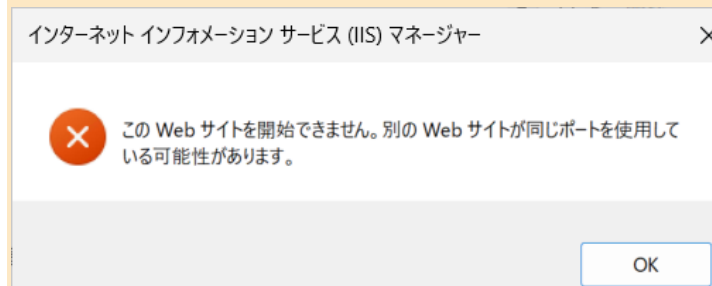 インターネット インフォメーション サービス (IIS) マネージャー
この Web サイトを開始できません。別の Web サイトが同じポートを使用して
いる可能性があります。
OK